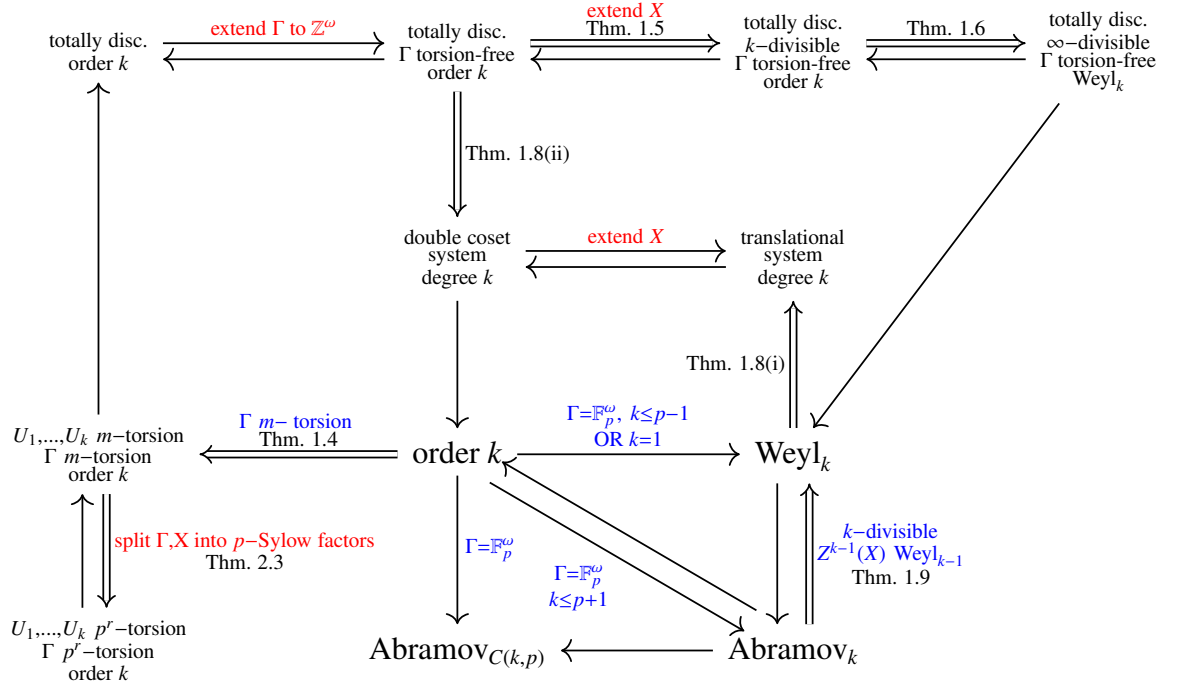 totally disc.
order k
extend Γ to ℤ^ω
totally disc.
Γ torsion-free
order k
extend X
Thm. 1.5
totally disc.
k−divisible
Γ torsion-free
order k
Thm. 1.6
totally disc.
∞−divisible
Γ torsion-free
Weyl_k
Thm. 1.8(ii)
double coset
system
degree k
extend X
translational
system
degree k
Thm. 1.8(i)
U_1,...,U_k m−torsion
Γ m−torsion
order k
Γ m− torsion
Thm. 1.4
order k
Γ=𝔽_p^ω, k≤p−1
OR k=1
Weyl_k
split Γ,X into p−Sylow factors
Thm. 2.3
Γ=𝔽_p^ω
Γ=𝔽_p^ω
k≤p+1
k−divisible
Z^{k−1}(X) Weyl_{k−1}
Thm. 1.9
U_1,...,U_k p^r−torsion
Γ p^r−torsion
order k
Abramov_{C(k,p)}
Abramov_k